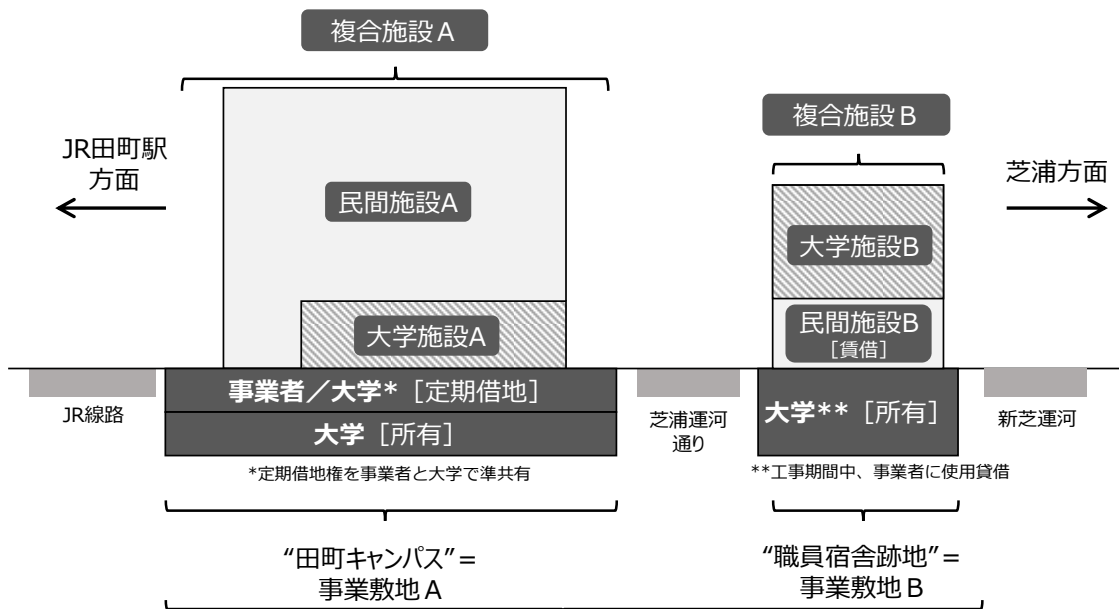 複合施設A
複合施設B
JR田町駅
方面
芝浦方面
民間施設A
大学施設B
大学施設A
民間施設B
[賃借]
事業者／大学*［定期借地］
大学［所有］
大学**［所有］
JR線路
芝浦運河
通り
新芝運河
*定期借地権を事業者と大学で準共有
**工事期間中、事業者に使用貸借
“田町キャンパス”=
事業敷地A
“職員宿舎跡地”=
事業敷地B